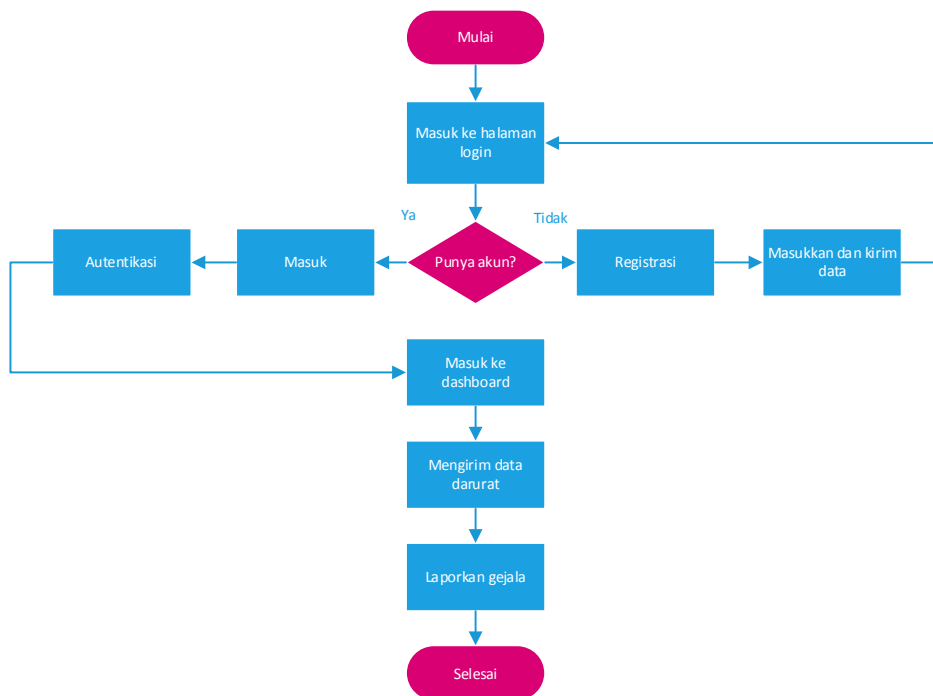 Mulai
Masuk ke halaman
login
Ya
Tidak
Autentikasi
Masuk
Punya akun?
Registrasi
Masukkan dan kirim
data
Masuk ke
dashboard
Mengirim data
darurat
Laporkan gejala
Selesai